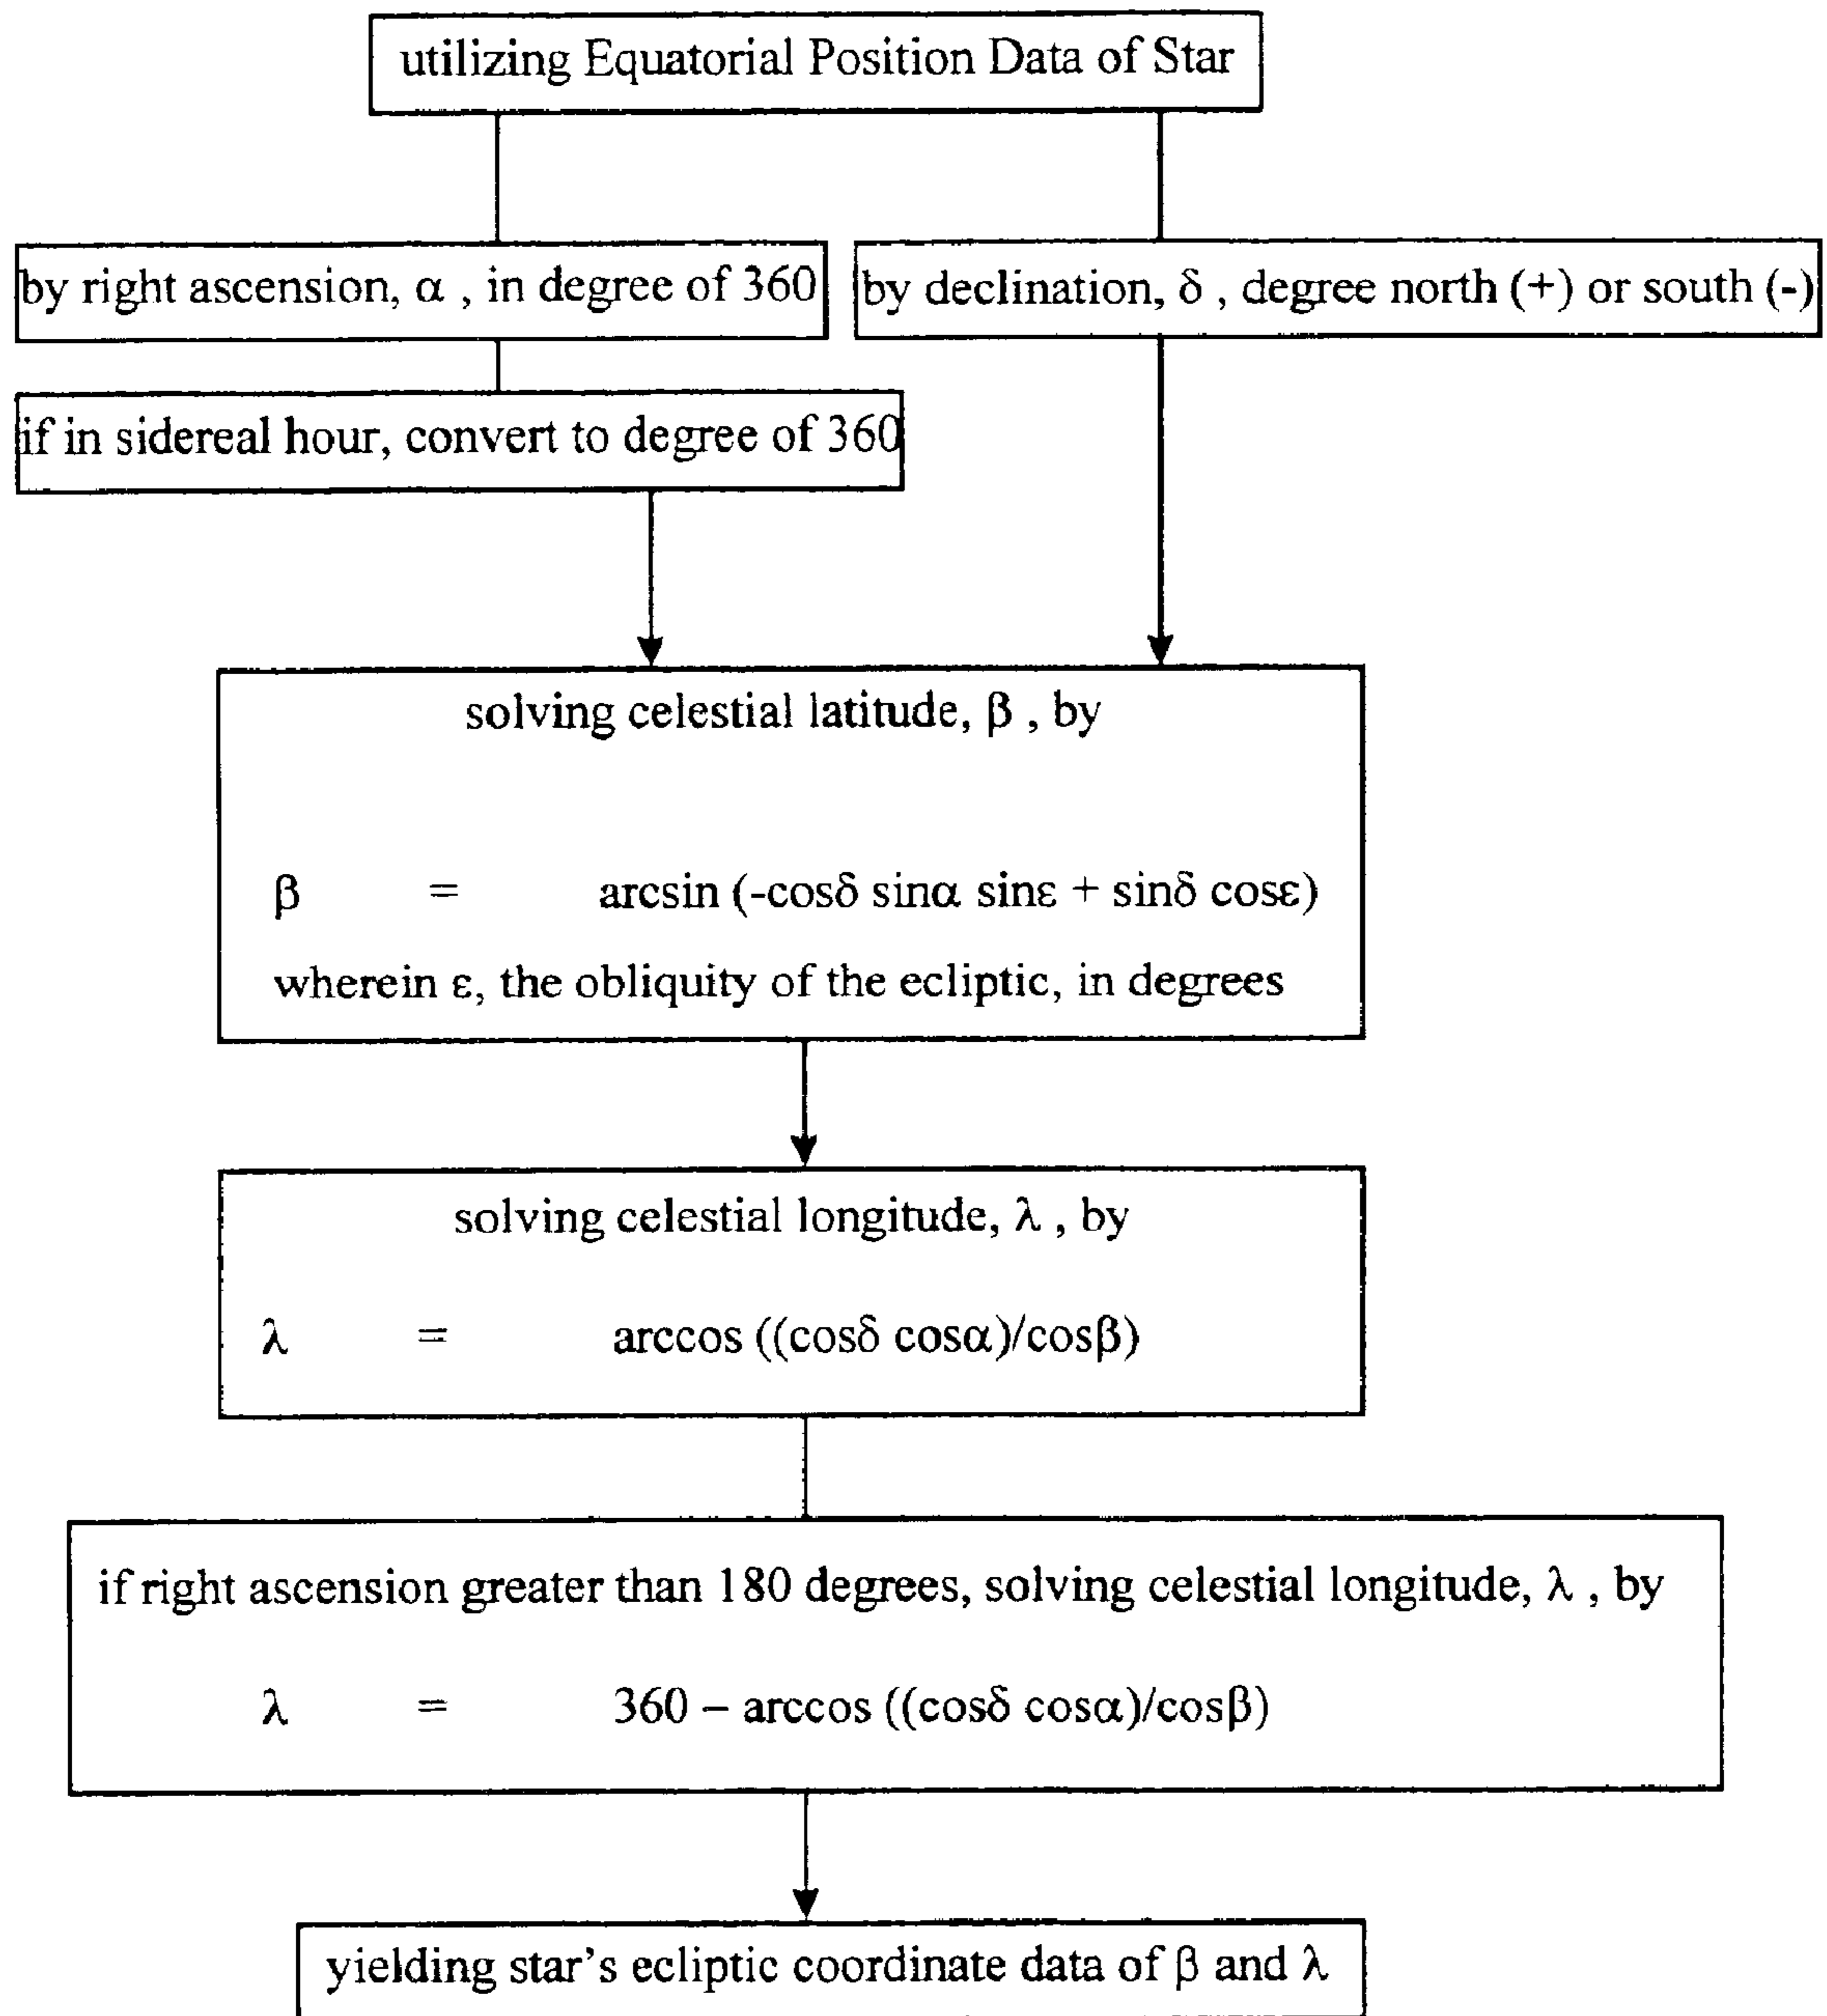 utilizing Equatorial Position Data of Star
by right ascension, α , in degree of 360
by declination, δ , degree north (+) or south (-)
if in sidereal hour, convert to degree of 360
solving celestial latitude, β , by
β = arcsin (-cosδ sinα sinε + sinδ cosε)
wherein ε, the obliquity of the ecliptic, in degrees
solving celestial longitude, λ , by
λ = arccos ((cosδ cosα)/cosβ)
if right ascension greater than 180 degrees, solving celestial longitude, λ , by
λ = 360 – arccos ((cosδ cosα)/cosβ)
yielding star's ecliptic coordinate data of β and λ